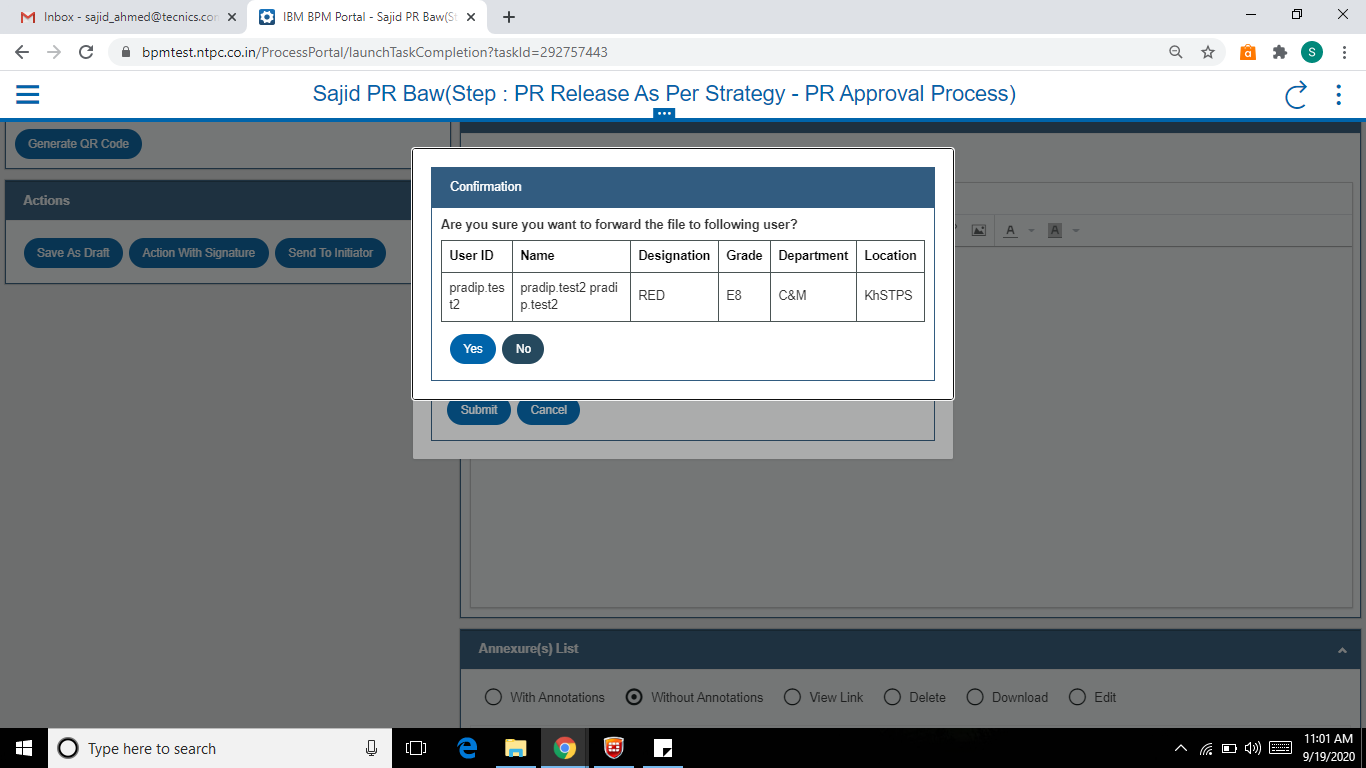 Inbox - sajid_ahmed@tecnics.con
IBM BPM Portal - Sajid PR Baw(St
bpmtest.ntpc.co.in/ProcessPortal/launchTaskCompletion?taskId=292757443
S
Sajid PR Baw(Step : PR Release As Per Strategy - PR Approval Process)
Generate QR Code
Actions
Save As Draft Action With Signature Send To Initiator
Confirmation
Are you sure you want to forward the file to following user?
User ID Name Designation Grade Department Location
pradip.tes pradip.test2 pradi RED E8 C&M KhSTPS
t2 p.test2
Yes No
Submit Cancel
A A
Annexure(s) List
With Annotations Without Annotations View Link Delete Download Edit
Type here to search
11:01 AM
9/19/2020